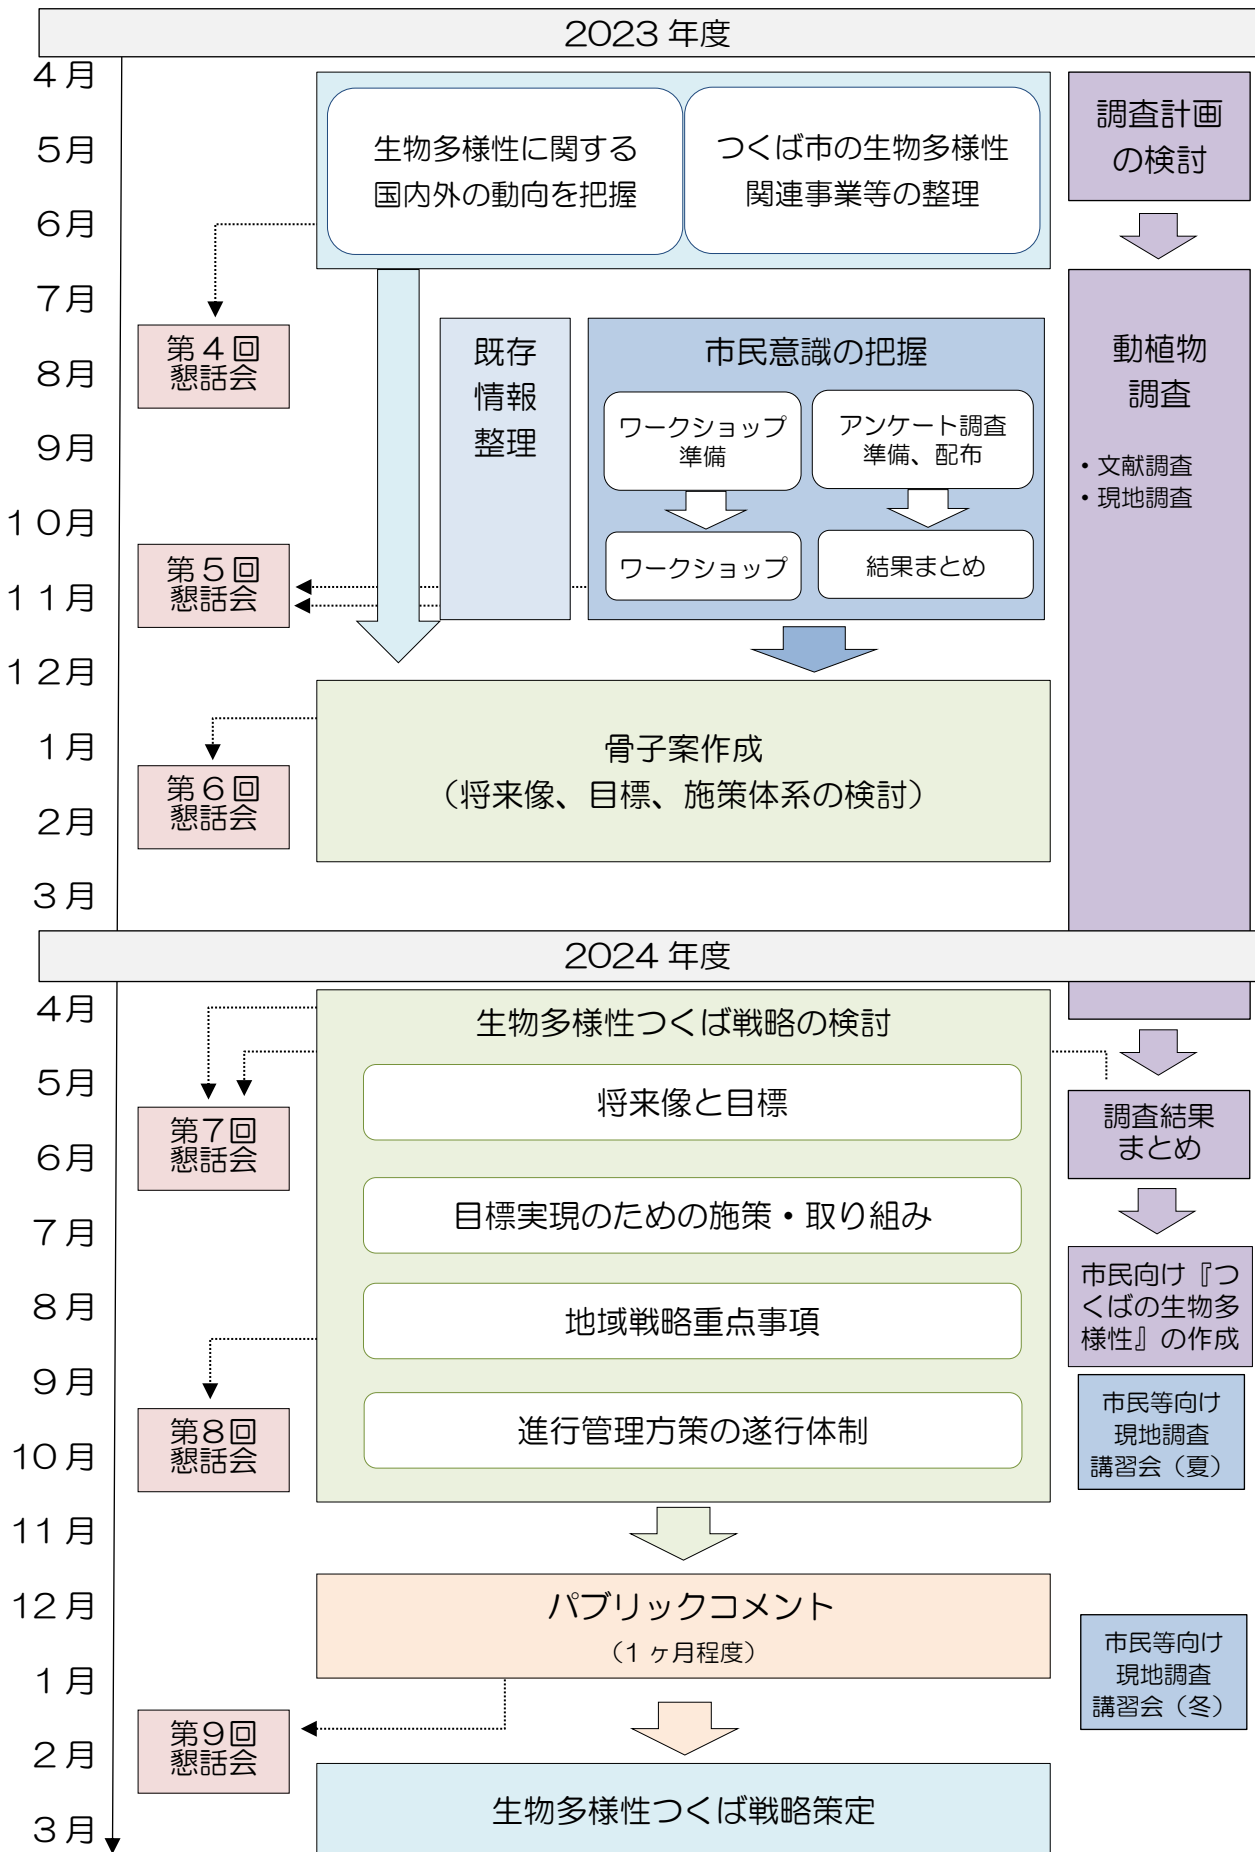 2023 年度
4月
5月
6月
7月
8月
9月
10月
11月
12月
1月
2月
3月
生物多様性に関する
国内外の動向を把握
つくば市の生物多様性
関連事業等の整理
調査計画
の検討
第4回
懇話会
既存
情報
整理
市民意識の把握
ワークショップ
準備
アンケート調査
準備、配布
ワークショップ
結果まとめ
動植物
調査
・文献調査
・現地調査
第5回
懇話会
骨子案作成
（将来像、目標、施策体系の検討）
第6回
懇話会
2024 年度
4月
5月
6月
7月
8月
9月
10月
11月
12月
1月
2月
3月
生物多様性つくば戦略の検討
将来像と目標
目標実現のための施策・取り組み
地域戦略重点事項
進行管理方策の遂行体制
第7回
懇話会
調査結果
まとめ
市民向け『つ
くばの生物多
様性』の作成
第8回
懇話会
市民等向け
現地調査
講習会（夏）
パブリックコメント
（1 ヶ月程度）
市民等向け
現地調査
講習会（冬）
第9回
懇話会
生物多様性つくば戦略策定